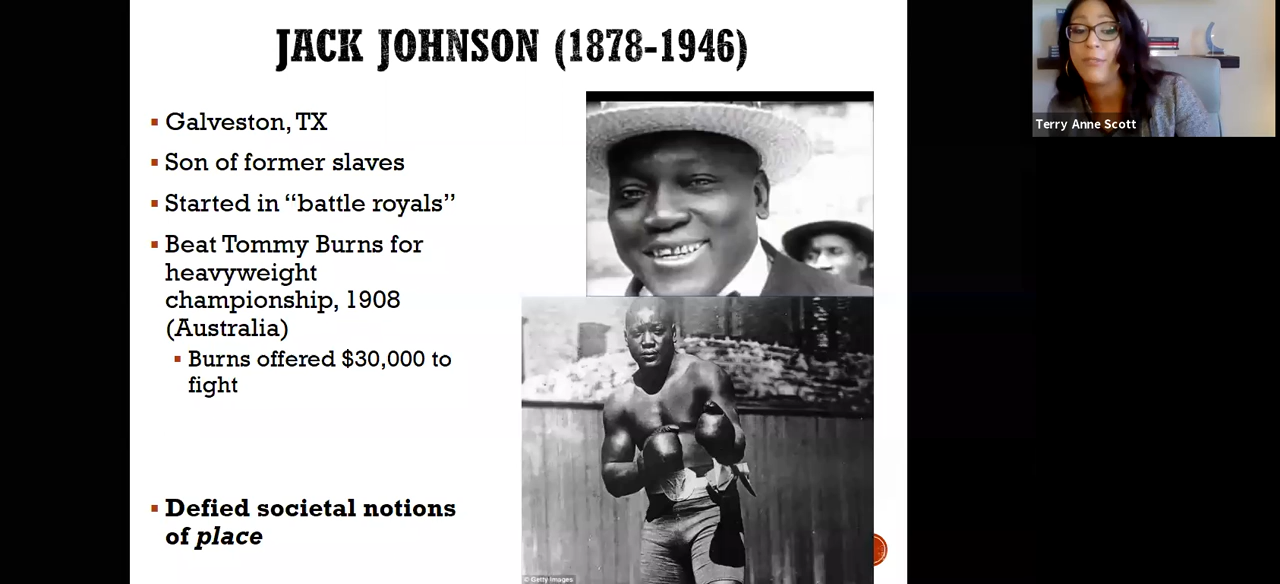 JACK JOHNSON (1878-1946)
Galveston, TX
Son of former slaves
Started in “battle royals”
Beat Tommy Burns for
heavyweight
championship, 1908
(Australia)
Burns offered $30,000 to
fight
Defied societal notions
of place
© Getty Images
Terry Anne Scott